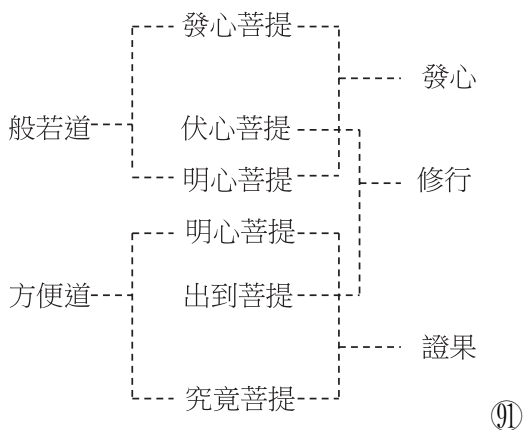 發心菩提
發心
般若道
伏心菩提
明心菩提
修行
明心菩提
方便道
出到菩提
證果
究竟菩提
91